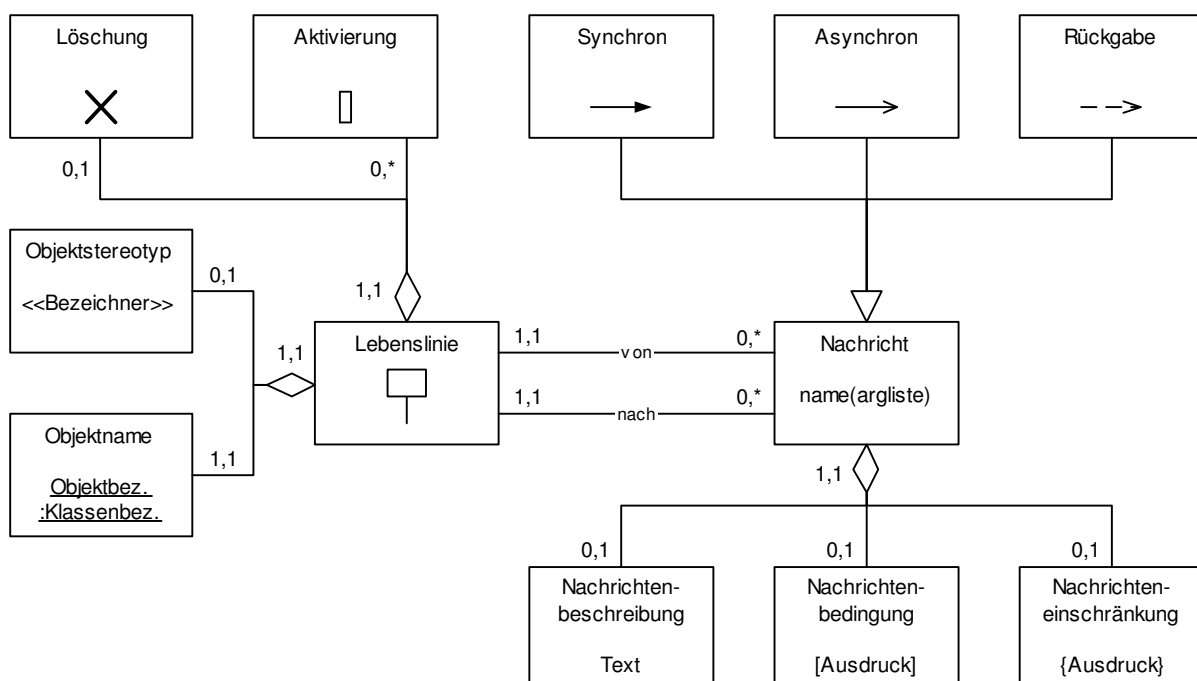 Löschung
Aktivierung
Synchron
Asynchron
Rückgabe
0,1
0,*
Objektstereotyp
<<Bezeichner>>
0,1
1,1
1,1
Lebenslinie
1,1
von
0,*
1,1
nach
0,*
Nachricht
name(argliste)
Objektname
Objektbez.
:Klassenbez.
1,1
1,1
0,1
0,1
0,1
Nachrichten-
beschreibung
Text
Nachrichten-
bedingung
[Ausdruck]
Nachrichten-
einschränkung
{Ausdruck}